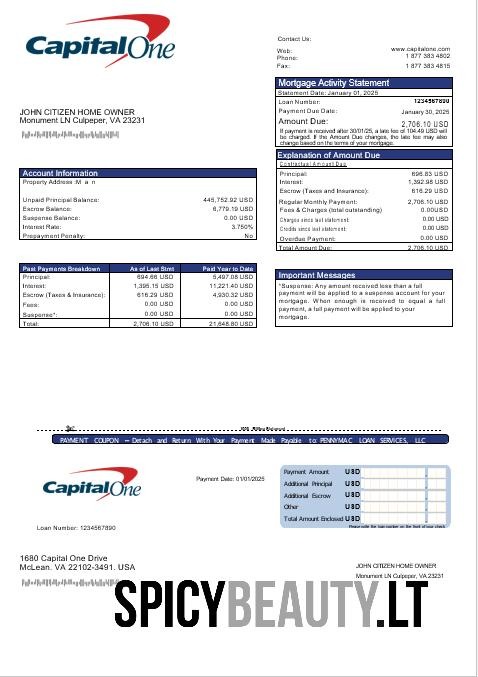 CapitalOne
Contact Us:
Web: www.capitalone.com
Phone: 1 877 383 4802
Fax: 1 877 383 4815
Mortgage Activity Statement
Statement Date: January 01, 2025
Loan Number: 1234567890
Payment Due Date: January 30, 2025
Amount Due: 2,706.10 USD
If payment is received after 30/01/25, a late fee of 104.49 USD will
be charged. If the Amount Due changes, the late fee may also
change based on the terms of your mortgage.
JOHN CITIZEN HOME OWNER
Monument LN Culpeper, VA 23231
Explanation of Amount Due
Contractual Amount Due
Principal: 696.83 USD
Interest: 1,392.98 USD
Escrow (Taxes and Insurance): 616.29 USD
Regular Monthly Payment: 2,706.10 USD
Fees & Charges (total outstanding) 0.00USD
Charges since last statement: 0.00 USD
Credits since last statement: 0.00 USD
Overdue Payment: 0.00 USD
Total Amount Due: 2,706.10 USD
Account Information
Property Address :M a n
Unpaid Principal Balance: 445,752.92 USD
Escrow Balance: 6,779.19 USD
Suspense Balance: 0.00 USD
Interest Rate: 3.750%
Prepayment Penalty: No
Past Payments Breakdown As of Last Stmt Paid Year to Date
Principal: 694.66 USD 5,497.08 USD
Interest: 1,395.15 USD 11,221.40 USD
Escrow (Taxes & Insurance): 616.29 USD 4,930.32 USD
Fees: 0.00 USD 0.00 USD
Suspense*: 0.00 USD 0.00 USD
Total: 2,706.10 USD 21,648.80 USD
Important Messages
*Suspense: Any amount received less than a full
payment will be applied to a suspense account for your
mortgage. When enough is received to equal a full
payment, a full payment will be applied to your
mortgage.
PAYMENT COUPON – Detach and Return With Your Payment Made Payable to: PENNYMAC LOAN SERVICES, LLC
CapitalOne
Payment Date: 01/01/2025
Payment Amount USD
Additional Principal USD
Additional Escrow USD
Other USD
Total Amount Enclosed USD
Please write the loan number on the front of your check
Loan Number: 1234567890
1680 Capital One Drive
McLean. VA 22102-3491. USA
JOHN CITIZEN HOME OWNER
Monument LN Culpeper, VA 23231
SPICYBEAUTY.LT